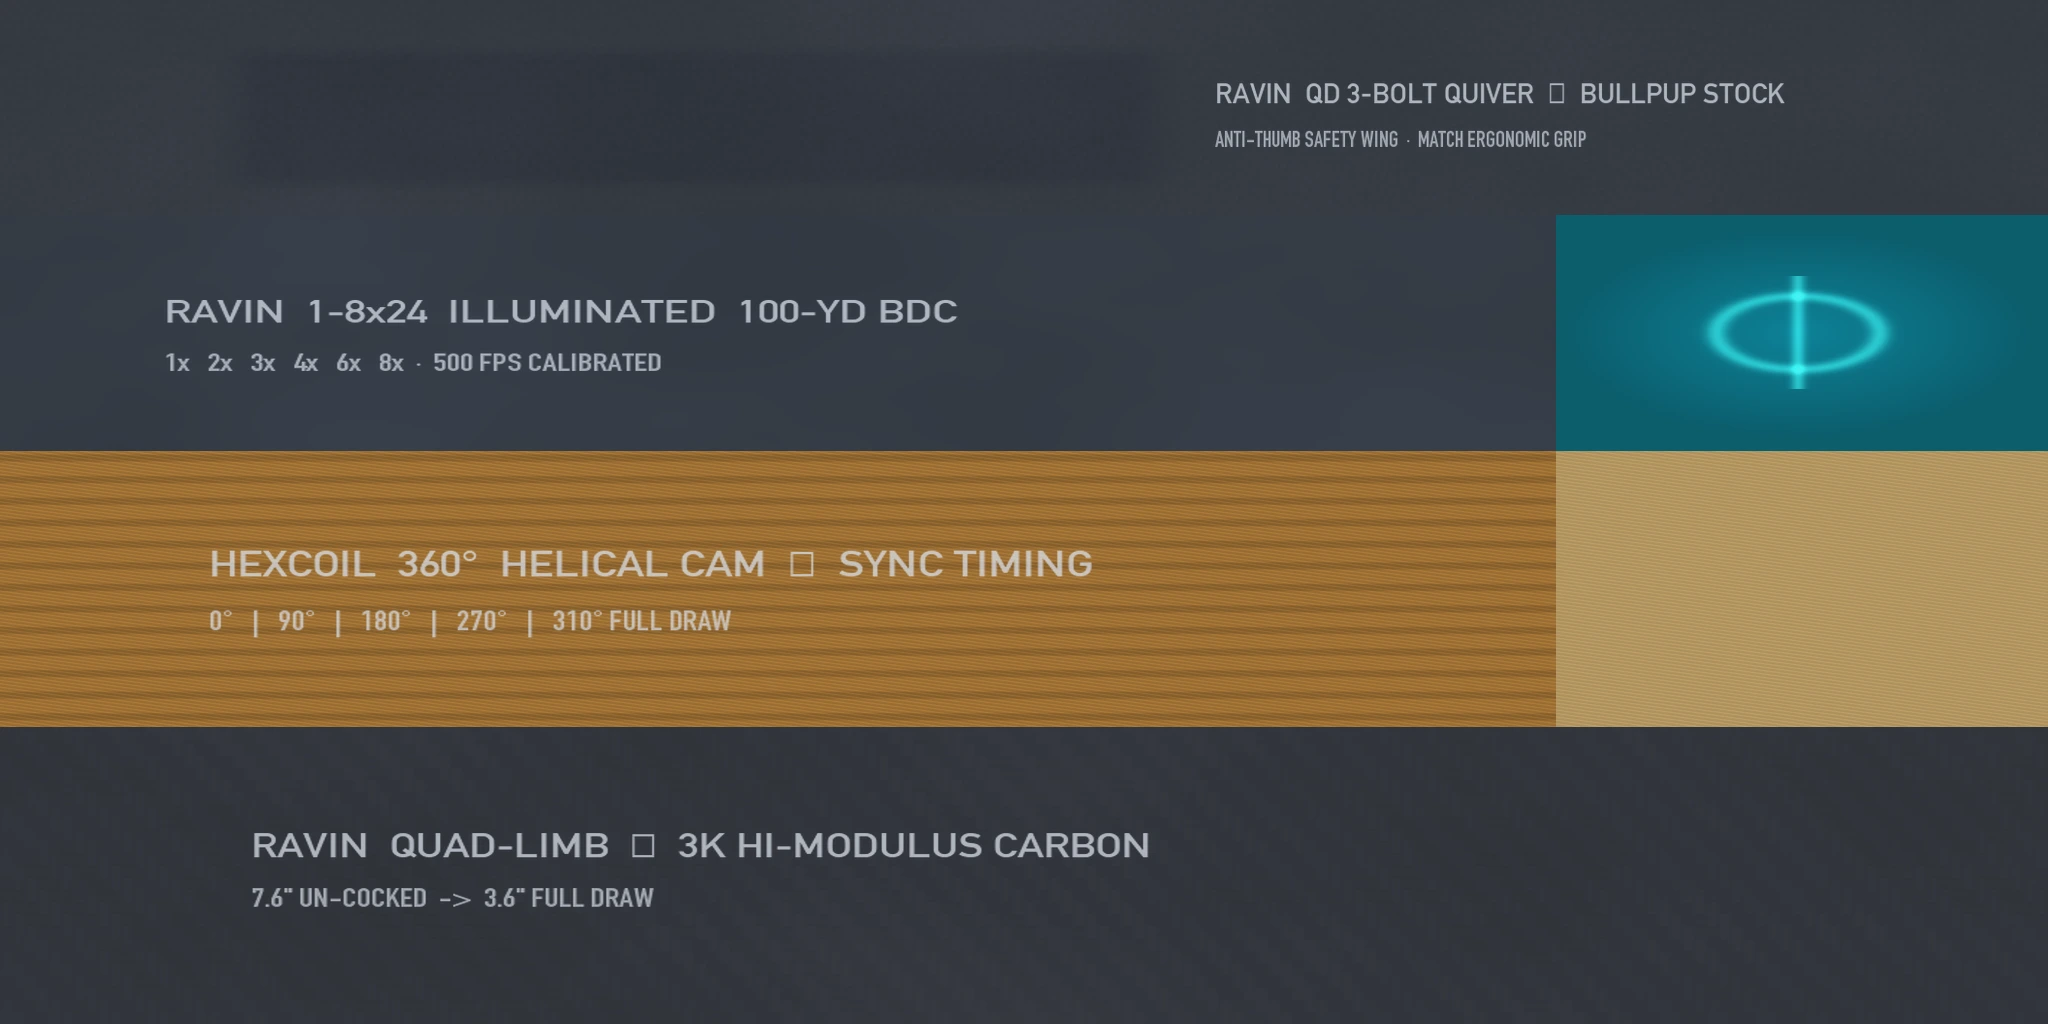 RAVIN QD 3-BOLT QUIVER □ BULLPUP STOCK
ANTI-THUMB SAFETY WING · MATCH ERGONOMIC GRIP
RAVIN 1-8x24 ILLUMINATED 100-YD BDC
1x 2x 3x 4x 6x 8x · 500 FPS CALIBRATED
HEXCOIL 360° HELICAL CAM □ SYNC TIMING
0° | 90° | 180° | 270° | 310° FULL DRAW
RAVIN QUAD-LIMB □ 3K HI-MODULUS CARBON
7.6" UN-COCKED -> 3.6" FULL DRAW